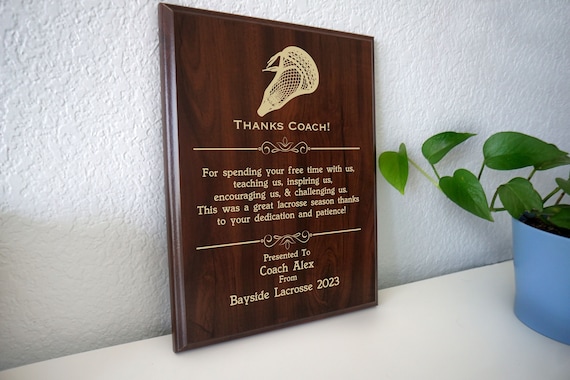 Thanks Coach!
For spending your free time with us,
teaching us, inspiring us,
encouraging us, & challenging us.
This was a great lacrosse season thanks
to your dedication and patience!
Presented To
Coach Alex
From
Bayside Lacrosse 2023